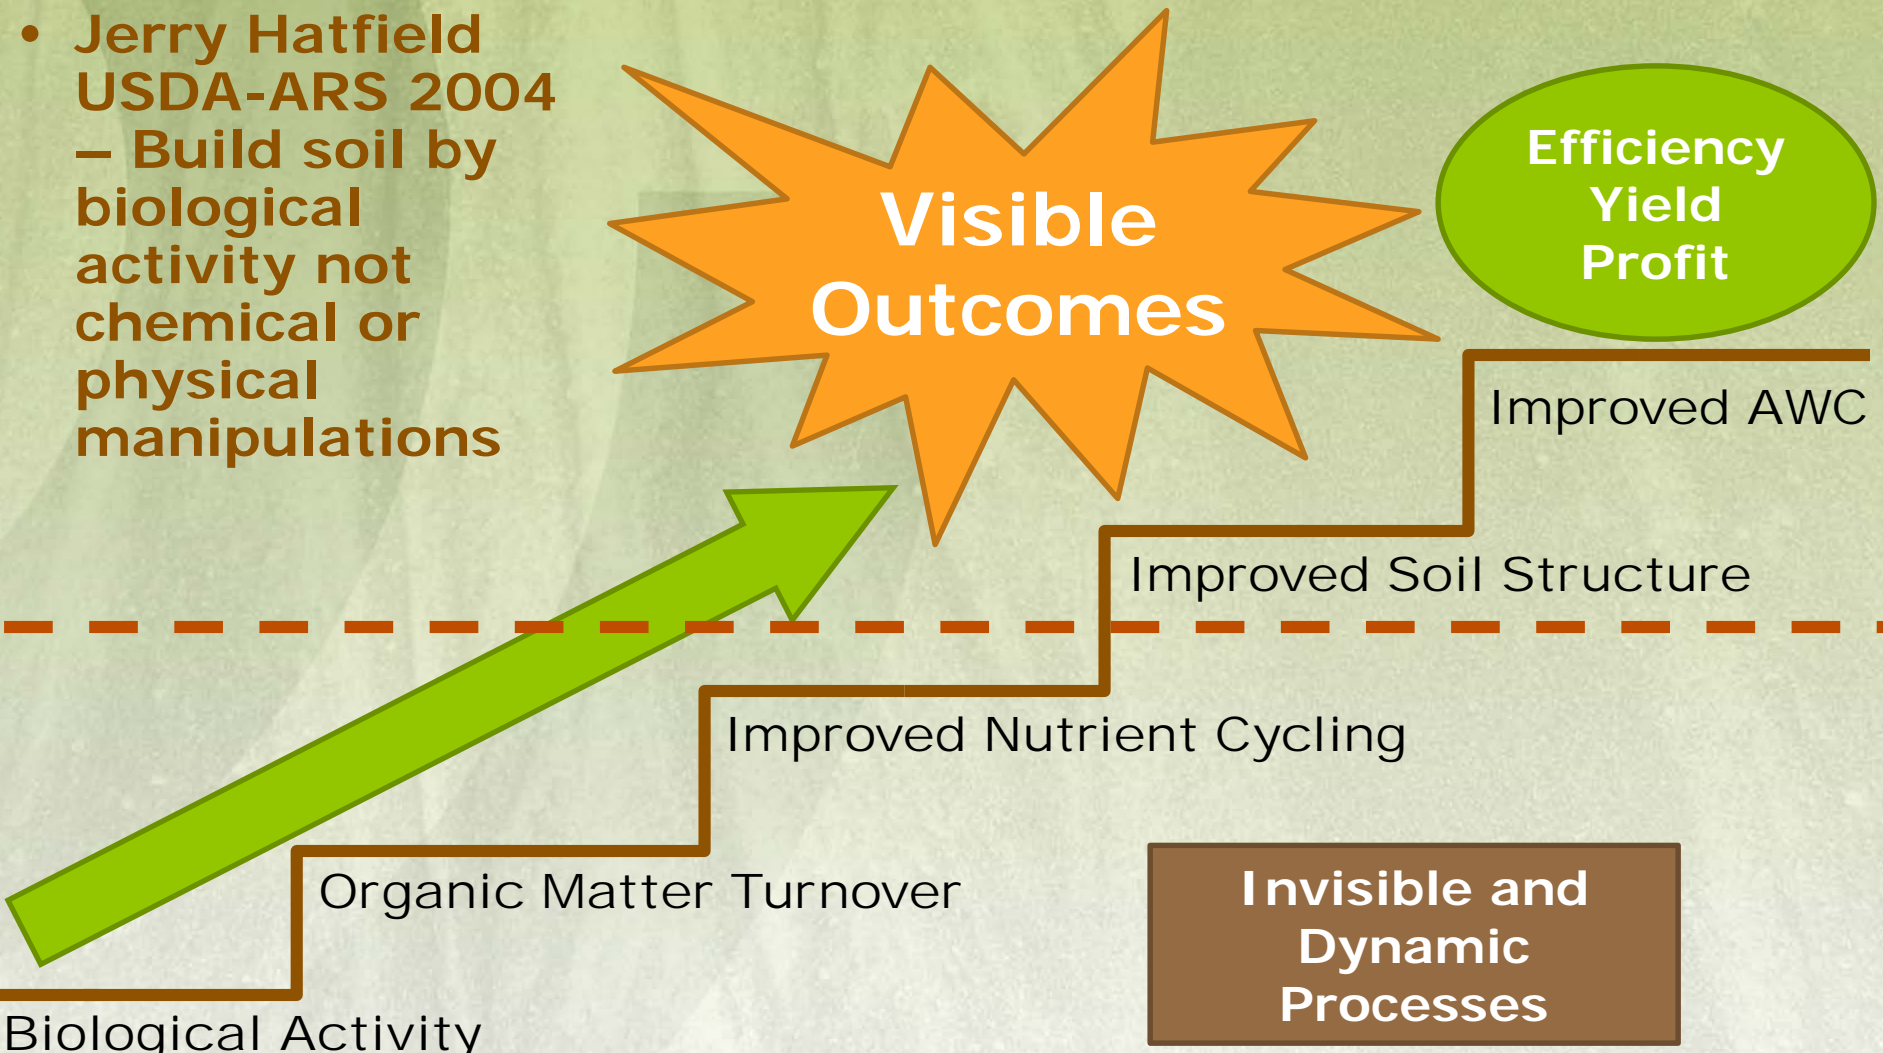 • Jerry Hatfield
USDA-ARS 2004
– Build soil by
biological
activity not
chemical or
physical
manipulations
Visible
Outcomes
Efficiency
Yield
Profit
Improved AWC
Improved Soil Structure
Improved Nutrient Cycling
Organic Matter Turnover
Biological Activity
Invisible and
Dynamic
Processes